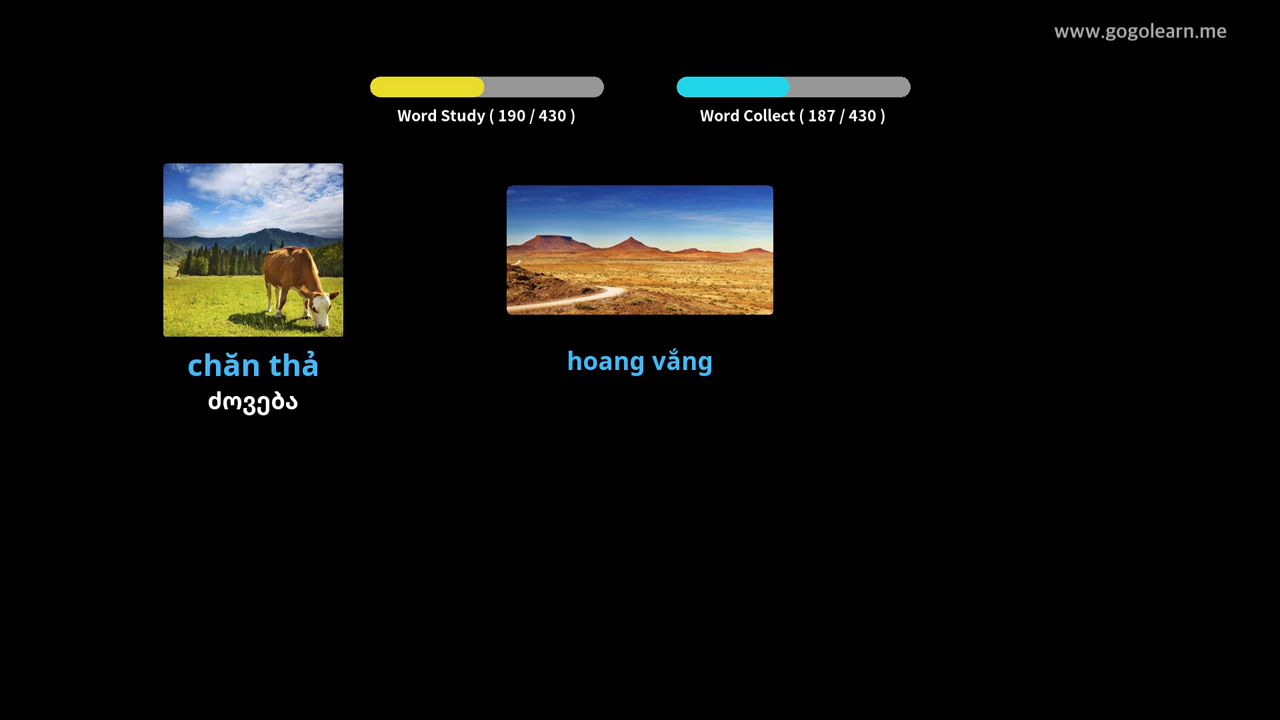 www.gogolearn.me
Word Study ( 190 / 430 )
Word Collect ( 187 / 430 )
chăn thả
ძოვება
hoang vắng